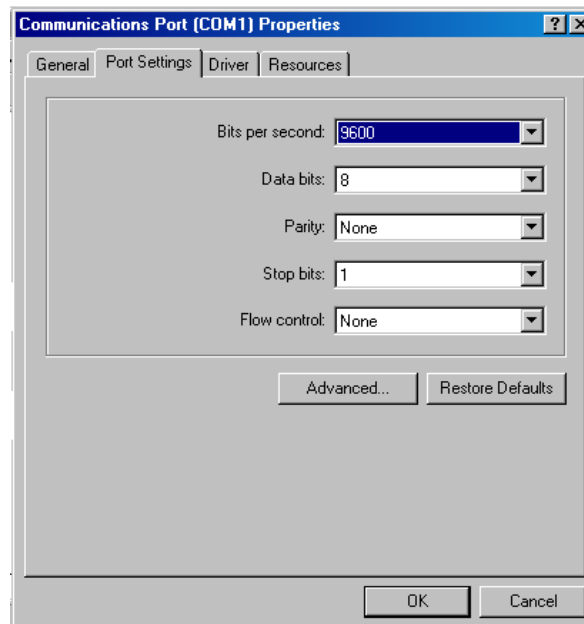 Communications Port (COM1) Properties
General Port Settings Driver Resources
Bits per second: 9600
Data bits: 8
Parity: None
Stop bits: 1
Flow control: None
Advanced... Restore Defaults
OK Cancel